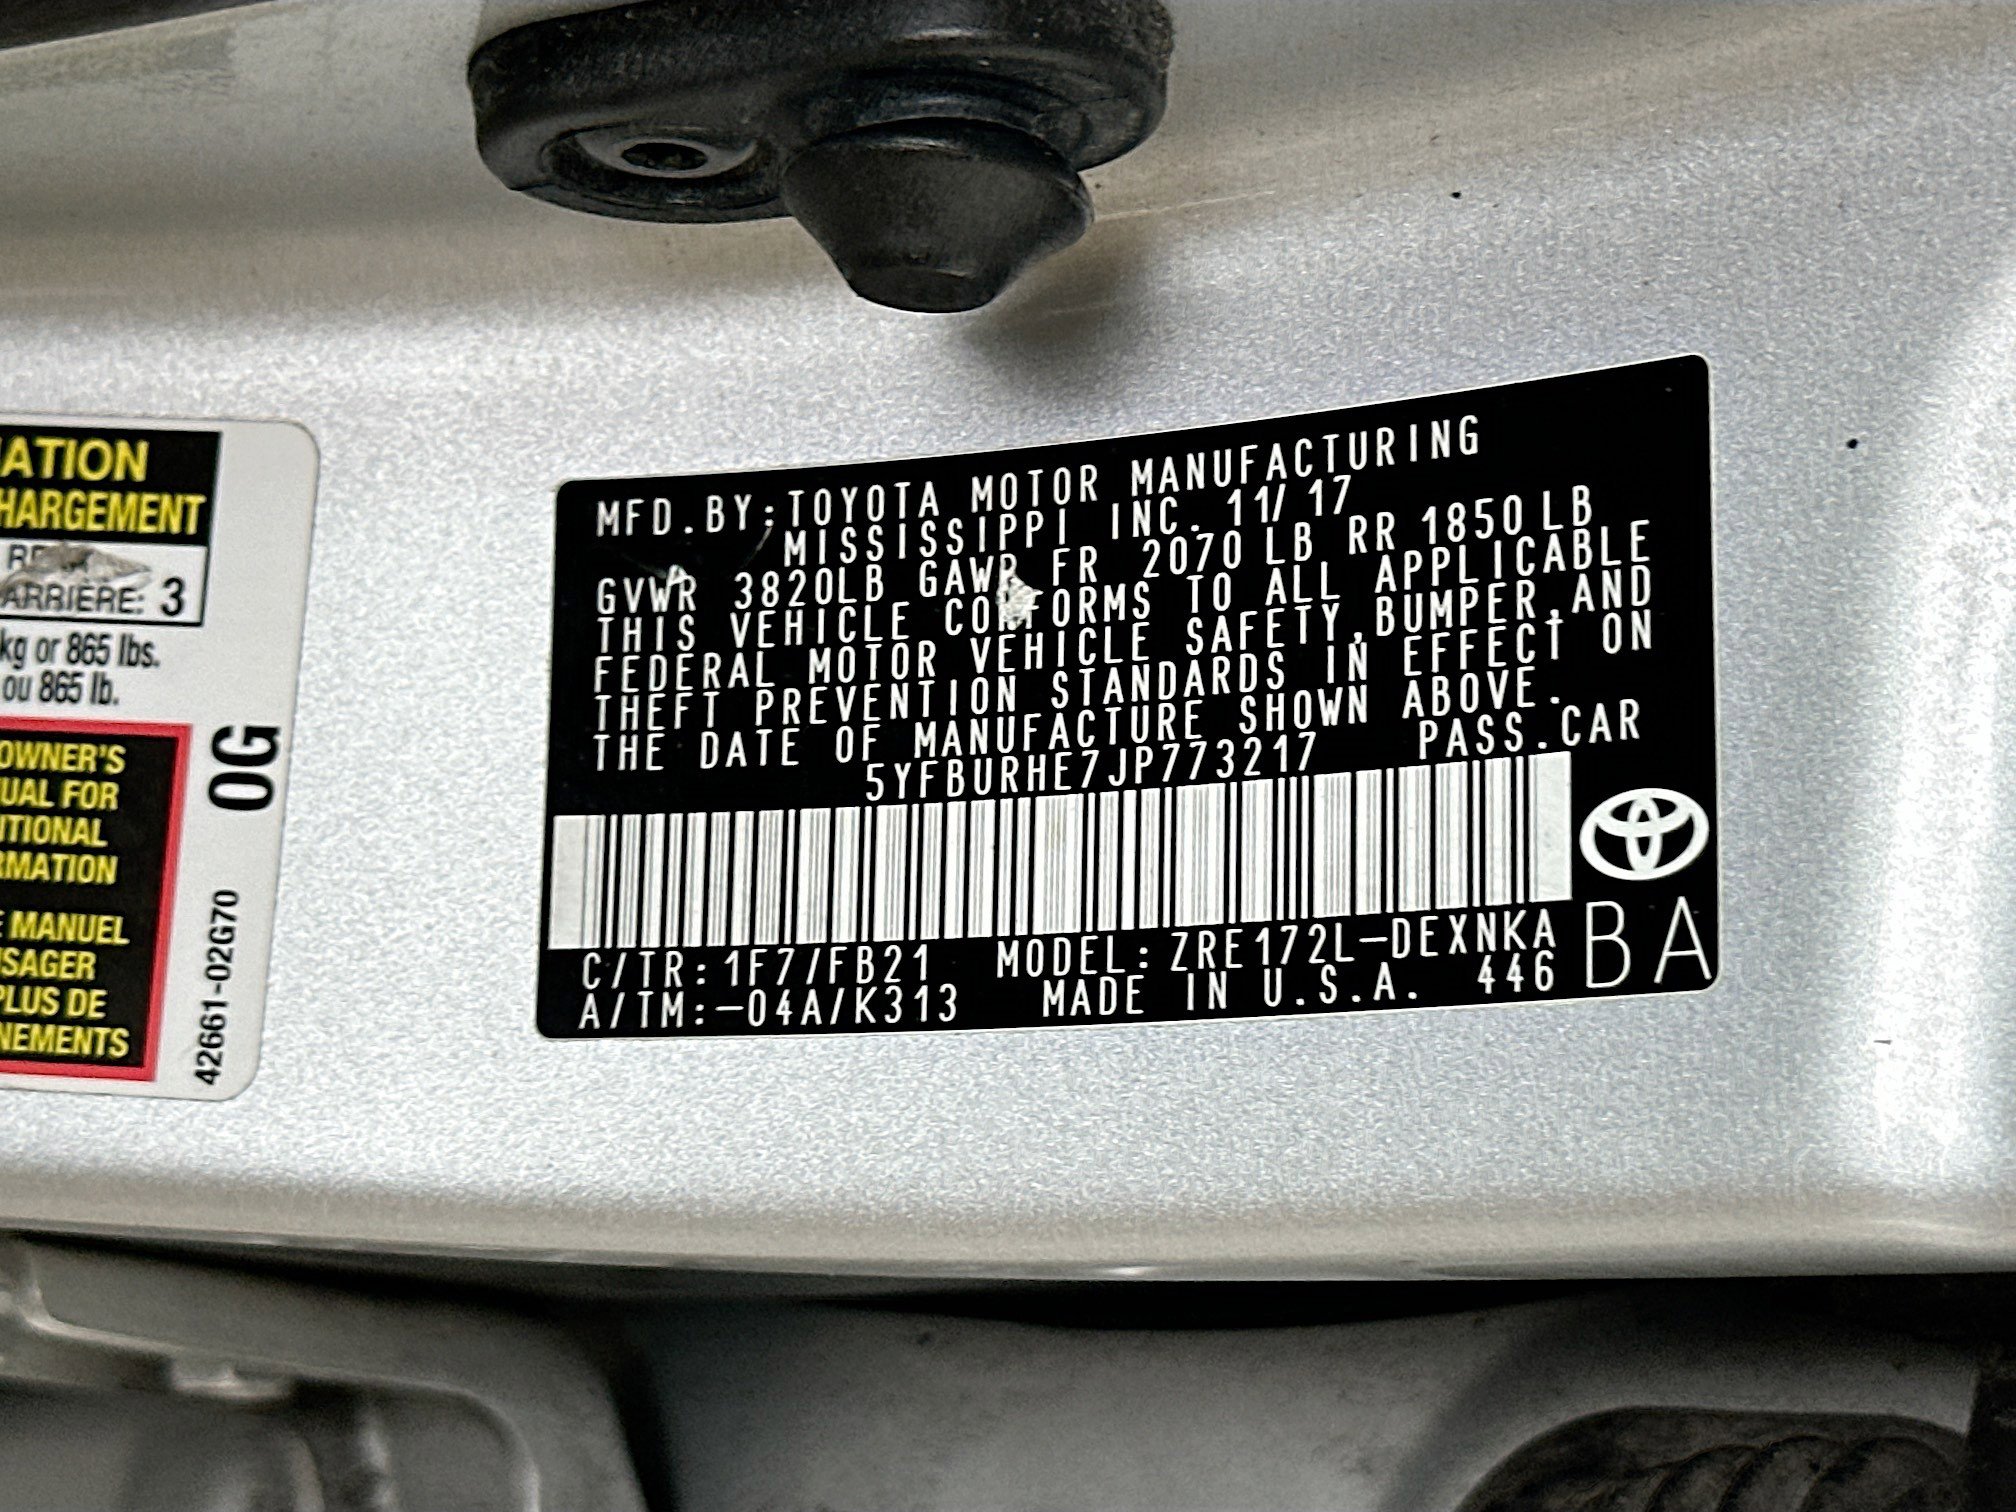 ATION
HARGEMENT
ARRIÈRE: 3
kg or 865 lbs.
ou 865 lb.
OWNER'S
UAL FOR
ITIONAL
RMATION
E MANUEL
SAGER
PLUS DE
NEMENTS
0G
42661-02G70
MFD.BY:TOYOTA MOTOR MANUFACTURING
MISSISSIPPI INC. 11/17
GVWR 3820LB GAWR FR 2070 LB RR 1850LB
THIS VEHICLE CONFORMS TO ALL APPLICABLE
FEDERAL MOTOR VEHICLE SAFETY,BUMPER,AND
THEFT PREVENTION STANDARDS IN EFFECT ON
THE DATE OF MANUFACTURE SHOWN ABOVE.
5YFBURHE7JP773217 PASS.CAR
C/TR:1F7/FB21 MODEL:ZRE172L-DEXNKA
A/TM:-04A/K313 MADE IN U.S.A. 446
BA